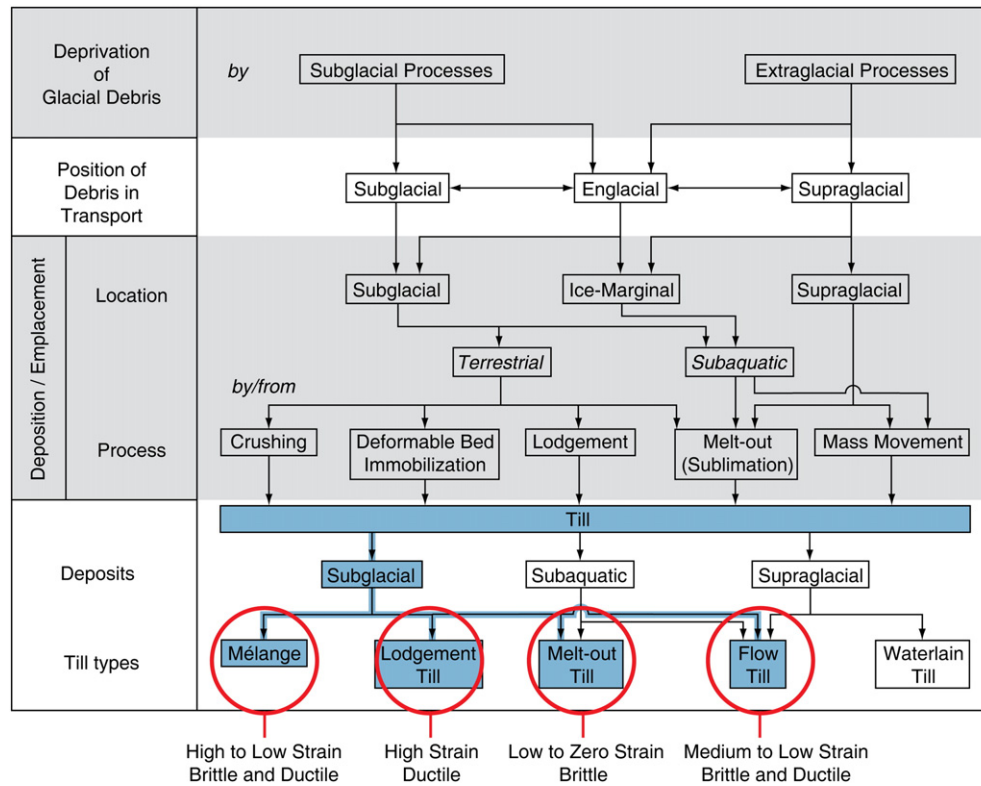 Deprivation
of
Glacial Debris
by
Subglacial Processes
Extraglacial Processes
Position of
Debris in
Transport
Subglacial
Englacial
Supraglacial
Deposition / Emplacement
Location
Subglacial
Ice-Marginal
Supraglacial
Terrestrial
Subaquatic
by/from
Process
Crushing
Deformable Bed
Immobilization
Lodgement
Melt-out
(Sublimation)
Mass Movement
Till
Deposits
Subglacial
Subaquatic
Supraglacial
Till types
Mélange
Lodgement
Till
Melt-out
Till
Flow
Till
Waterlain
Till
High to Low Strain
Brittle and Ductile
High Strain
Ductile
Low to Zero Strain
Brittle
Medium to Low Strain
Brittle and Ductile